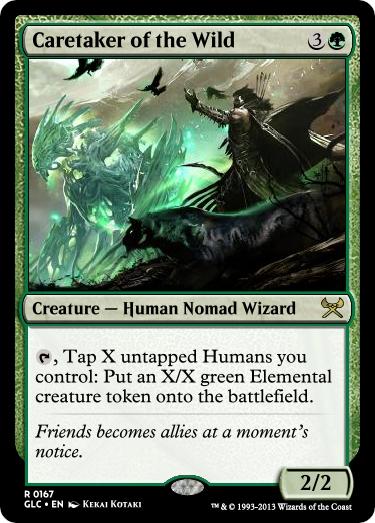 Caretaker of the Wild 3
Creature — Human Nomad Wizard
, Tap X untapped Humans you
control: Put an X/X green Elemental
creature token onto the battlefield.
Friends becomes allies at a moment's
notice.
2/2
R 0167
GLC • EN Kekai Kotaki
™ & © 1993-2013 Wizards of the Coast